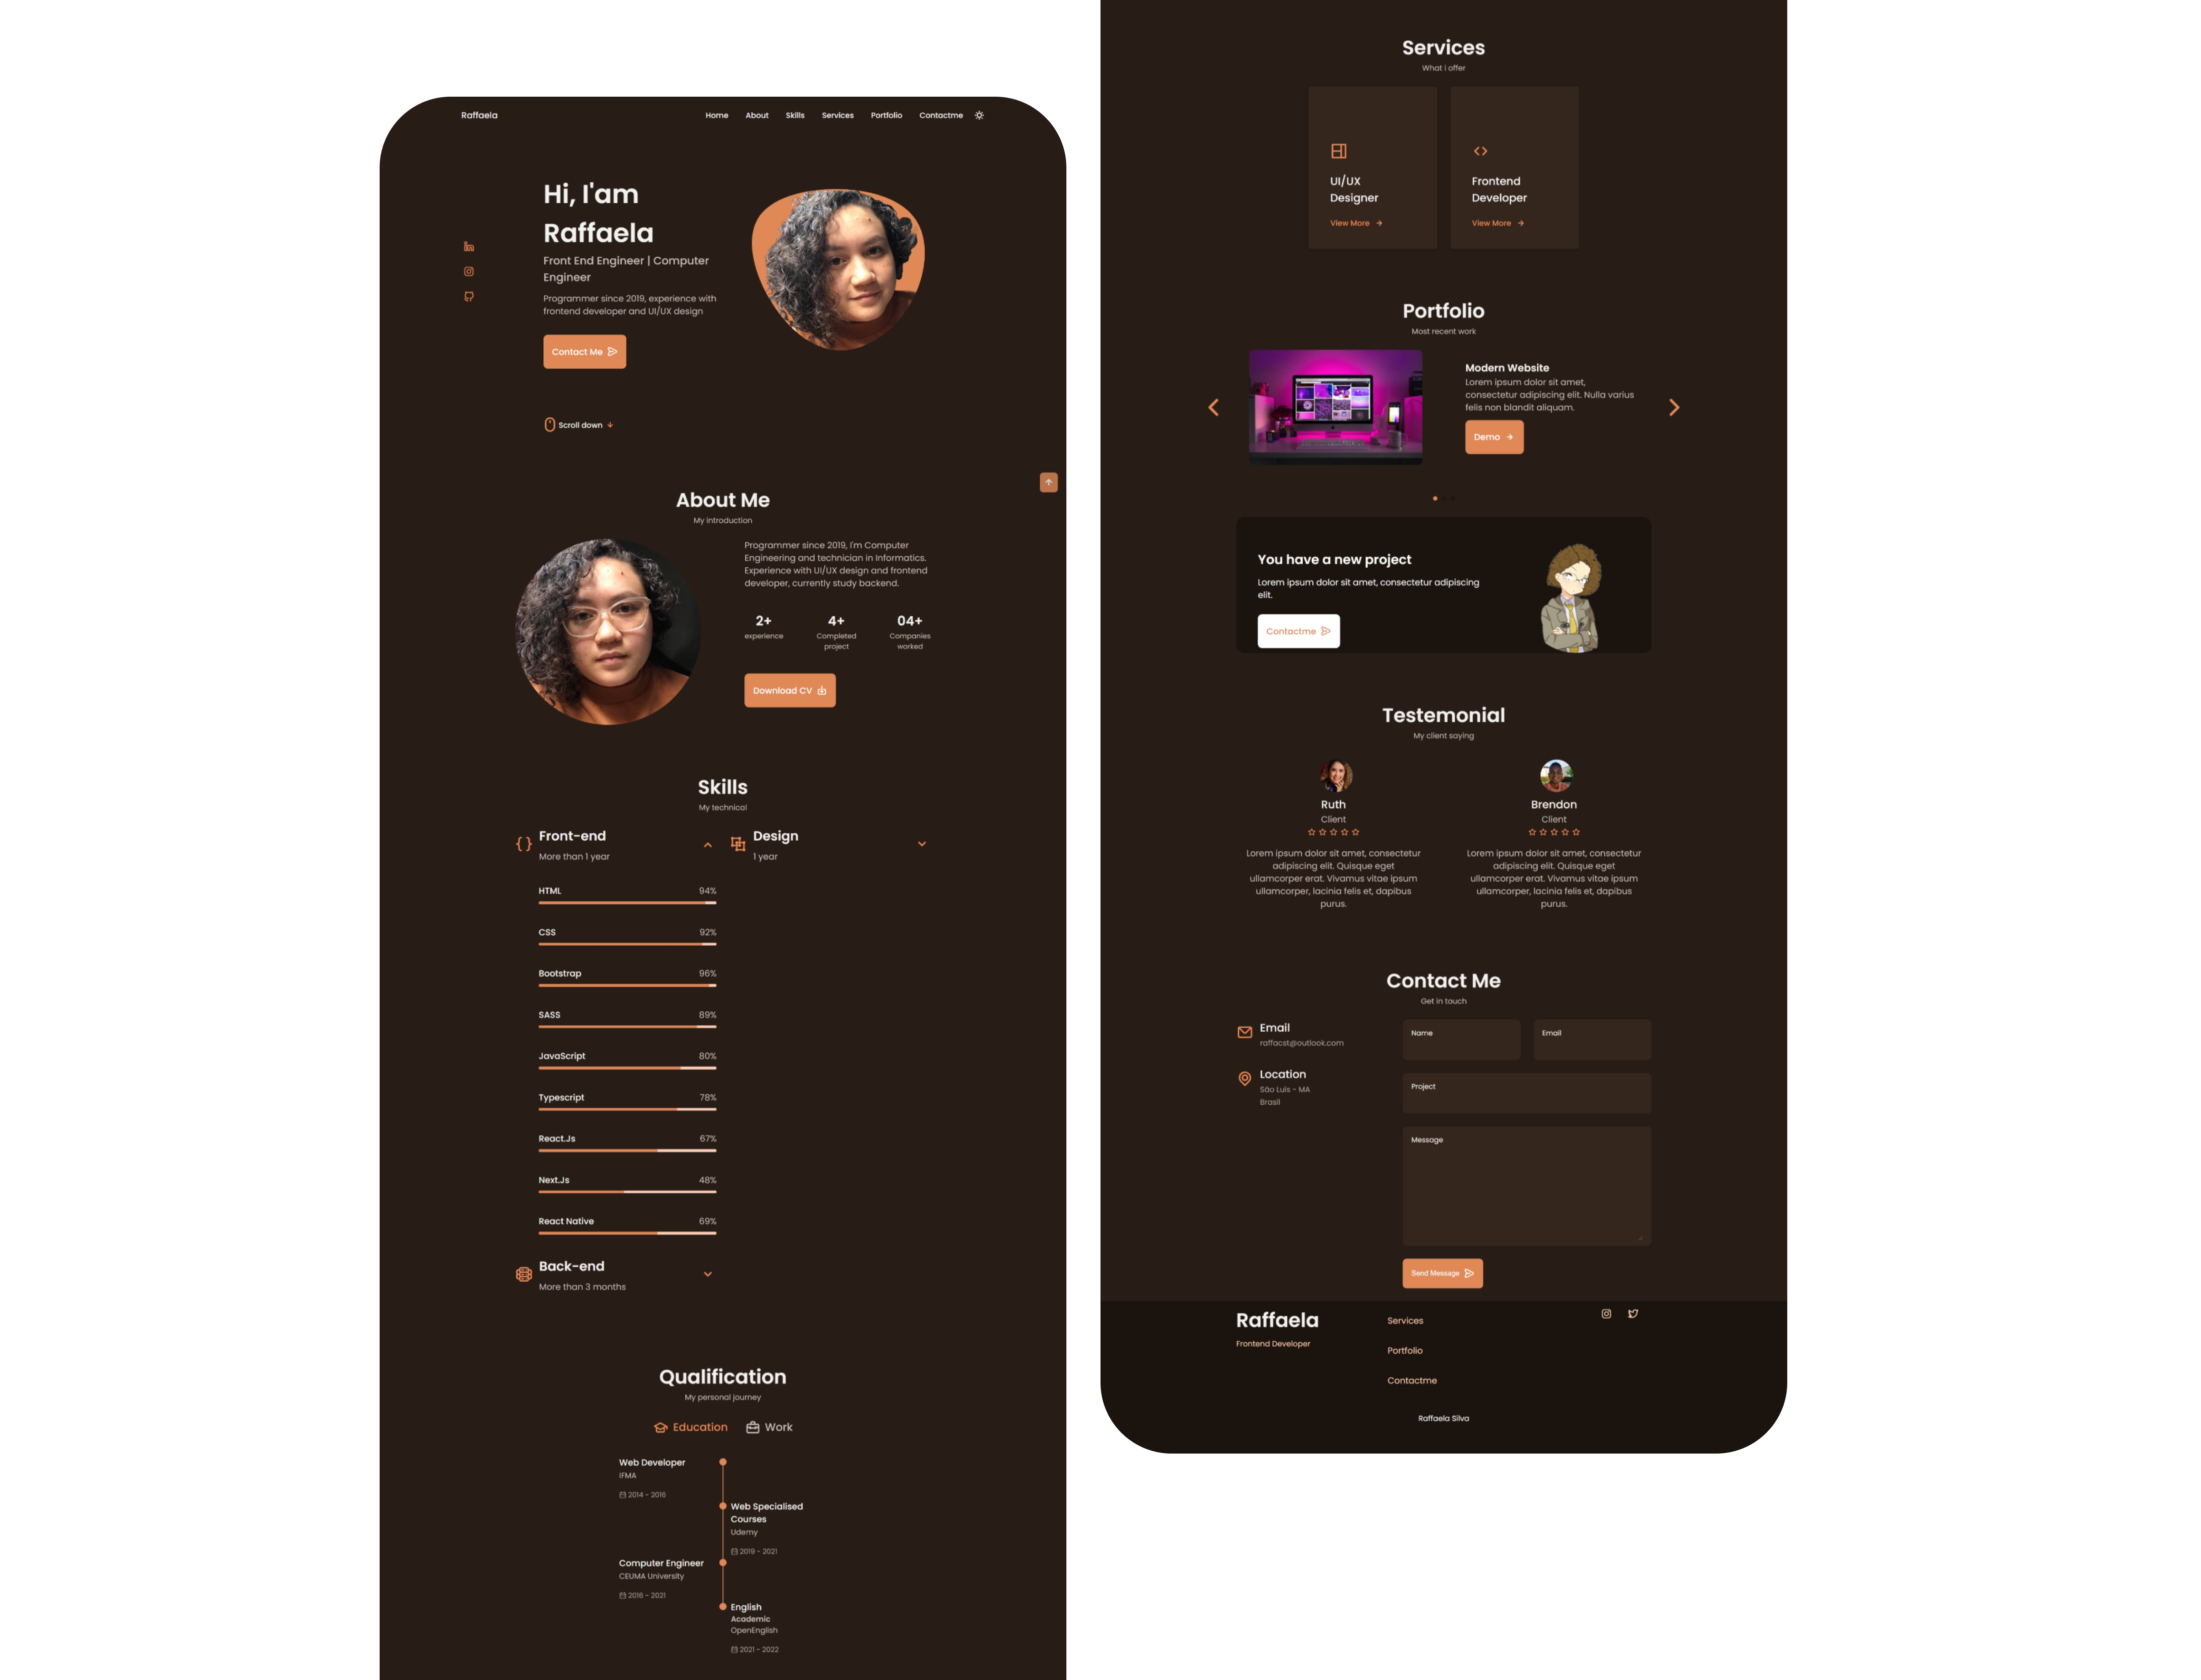 Raffaela
Home About Skills Services Portfolio Contactme
Hi, I'am
Raffaela
Front End Engineer | Computer
Engineer
Programmer since 2019, experience with
frontend developer and UI/UX design
Contact Me
Scroll down
About Me
My introduction
Programmer since 2019, I'm Computer
Engineering and technician in Informatics.
Experience with UI/UX design and frontend
developer, currently study backend.
2+ 4+ 04+
experience Completed Companies
project worked
Download CV
Skills
My technical
Front-end
More than 1 year
Design
1 year
HTML 94%
CSS 92%
Bootstrap 96%
SASS 89%
JavaScript 80%
Typescript 78%
React.Js 67%
Next.Js 48%
React Native 69%
Back-end
More than 3 months
Qualification
My personal journey
Education Work
Web Developer
IFMA
2014 - 2016
Web Specialised
Courses
Udemy
2019 - 2021
Computer Engineer
CEUMA University
2016 - 2021
English
Academic
OpenEnglish
2021 - 2022
Services
What i offer
UI/UX
Designer
View More
Frontend
Developer
View More
Portfolio
Most recent work
Modern Website
Lorem ipsum dolor sit amet,
consectetur adipiscing elit. Nulla varius
felis non blandit aliquam.
Demo
You have a new project
Lorem ipsum dolor sit amet, consectetur adipiscing
elit.
Contactme
Testemonial
My client saying
Ruth
Client
Lorem ipsum dolor sit amet, consectetur
adipiscing elit. Quisque eget
ullamcorper erat. Vivamus vitae ipsum
ullamcorper, lacinia felis et, dapibus
purus.
Brendon
Client
Lorem ipsum dolor sit amet, consectetur
adipiscing elit. Quisque eget
ullamcorper erat. Vivamus vitae ipsum
ullamcorper, lacinia felis et, dapibus
purus.
Contact Me
Get in touch
Email
raffacst@outlook.com
Location
São Luís - MA
Brasil
Name
Email
Project
Message
Send Message
Raffaela
Frontend Developer
Services
Portfolio
Contactme
Raffaela Silva